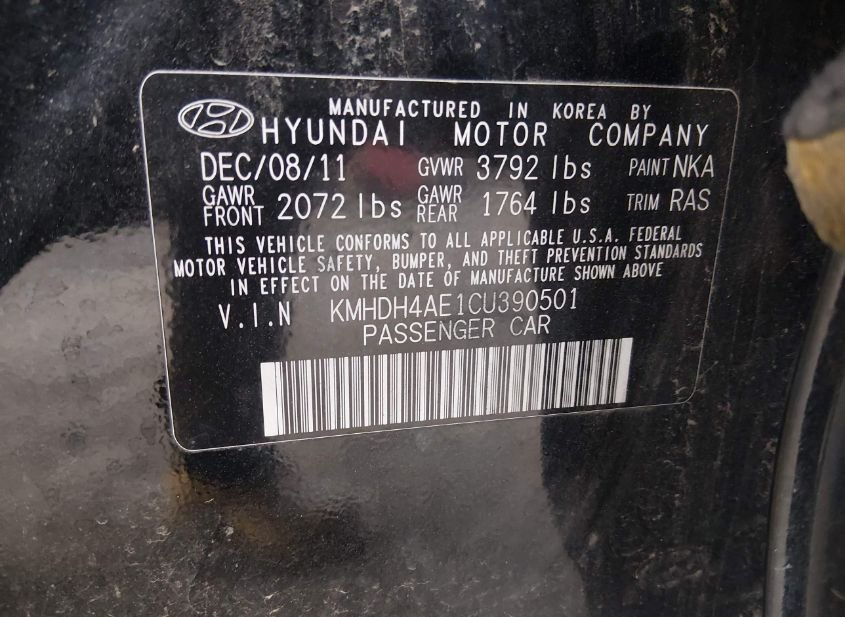 MANUFACTURED IN KOREA BY
HYUNDAI MOTOR COMPANY
DEC/08/11 GVWR 3792 lbs PAINT NKA
GAWR FRONT 2072 lbs GAWR REAR 1764 lbs TRIM RAS
THIS VEHICLE CONFORMS TO ALL APPLICABLE U.S.A. FEDERAL
MOTOR VEHICLE SAFETY, BUMPER, AND THEFT PREVENTION STANDARDS
IN EFFECT ON THE DATE OF MANUFACTURE SHOWN ABOVE
V.I.N KMHDH4AE1CU390501
PASSENGER CAR